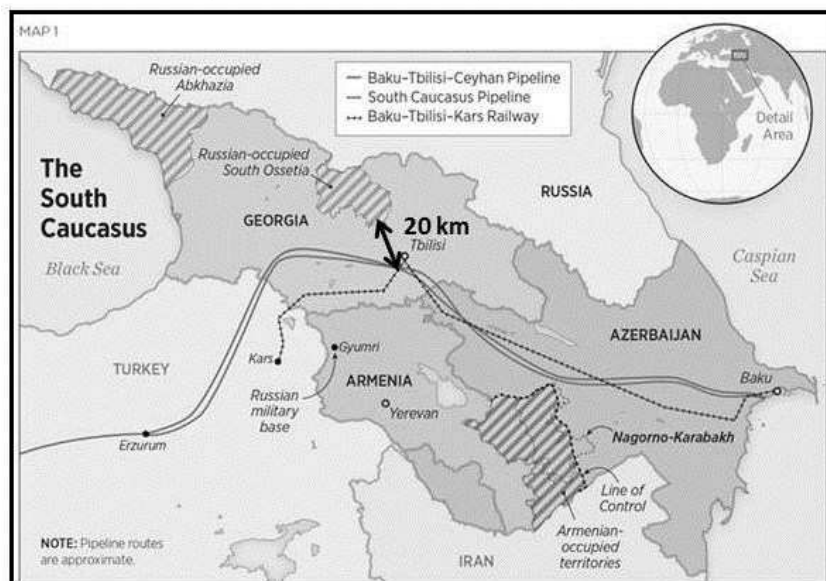 MAP 1
Russian-occupied
Abkhazia
Baku–Tbilisi–Ceyhan Pipeline
South Caucasus Pipeline
Baku–Tbilisi–Kars Railway
Detail
Area
The
South
Caucasus
Russian-occupied
South Ossetia
RUSSIA
GEORGIA
20 km
Tbilisi
Black Sea
Caspian
Sea
AZERBAIJAN
TURKEY
Kars
Gyumri
ARMENIA
Baku
Russian
military
base
Yerevan
Erzurum
Nagorno-Karabakh
Line of
Control
Armenian-
occupied
territories
NOTE: Pipeline routes
are approximate.
IRAN